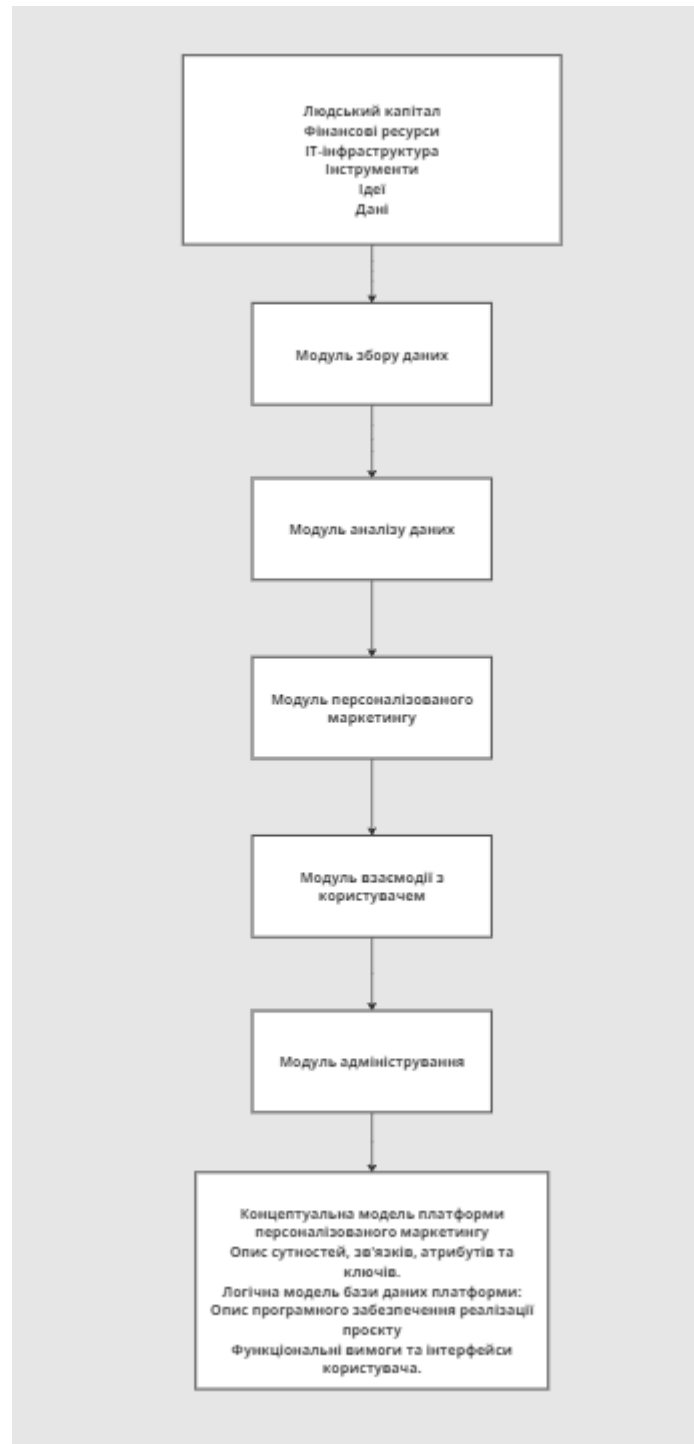 Людський капітал
Фінансові ресурси
ІТ-інфраструктура
Інструменти
Ідеї
Дані
Модуль збору даних
Модуль аналізу даних
Модуль персоналізованого
маркетингу
Модуль взаємодії з
користувачем
Модуль адміністрування
Концептуальна модель платформи
персоналізованого маркетингу
Опис сутностей, зв'язків, атрибутів та
ключів.
Логічна модель бази даних платформи:
Опис програмного забезпечення реалізації
проєкту
Функціональні вимоги та інтерфейси
користувача.